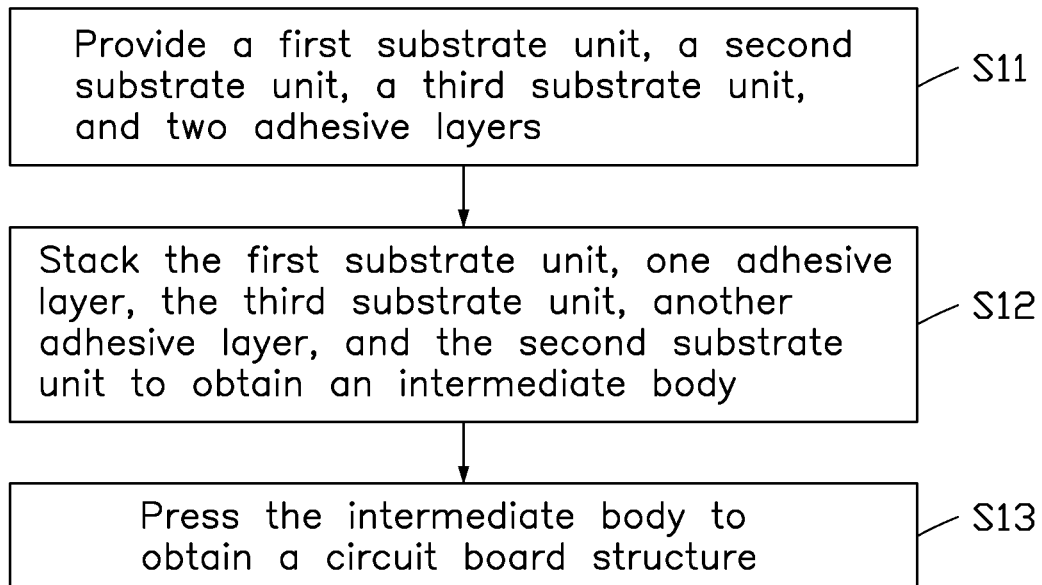 Provide a first substrate unit, a second
substrate unit, a third substrate unit,
and two adhesive layers
S11
Stack the first substrate unit, one adhesive
layer, the third substrate unit, another
adhesive layer, and the second substrate
unit to obtain an intermediate body
S12
Press the intermediate body to
obtain a circuit board structure
S13